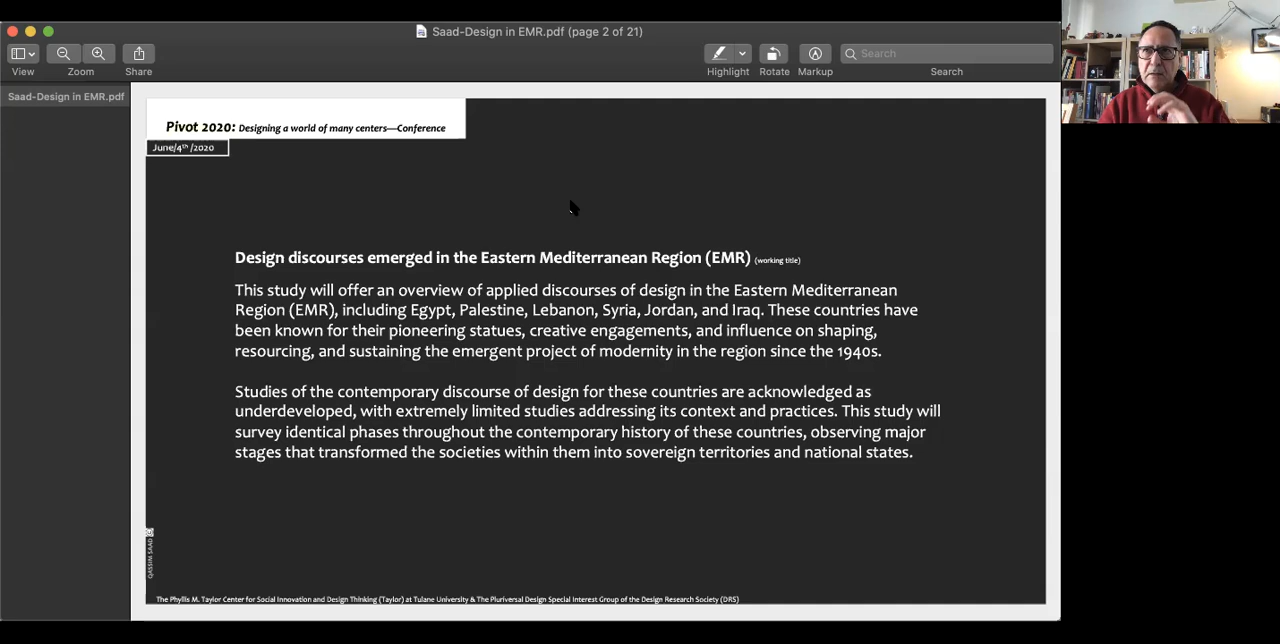 Saad-Design in EMR.pdf (page 2 of 21)
View
Zoom
Share
Highlight
Rotate
Markup
Search
Search
Saad-Design in EMR.pdf
Pivot 2020: Designing a world of many centers—Conference
June/4th /2020
Design discourses emerged in the Eastern Mediterranean Region (EMR) (working title)
This study will offer an overview of applied discourses of design in the Eastern Mediterranean
Region (EMR), including Egypt, Palestine, Lebanon, Syria, Jordan, and Iraq. These countries have
been known for their pioneering statues, creative engagements, and influence on shaping,
resourcing, and sustaining the emergent project of modernity in the region since the 1940s.
Studies of the contemporary discourse of design for these countries are acknowledged as
underdeveloped, with extremely limited studies addressing its context and practices. This study will
survey identical phases throughout the contemporary history of these countries, observing major
stages that transformed the societies within them into sovereign territories and national states.
QASSIM SAAD
The Phyllis M. Taylor Center for Social Innovation and Design Thinking (Taylor) at Tulane University & The Pluriversal Design Special Interest Group of the Design Research Society (DRS)